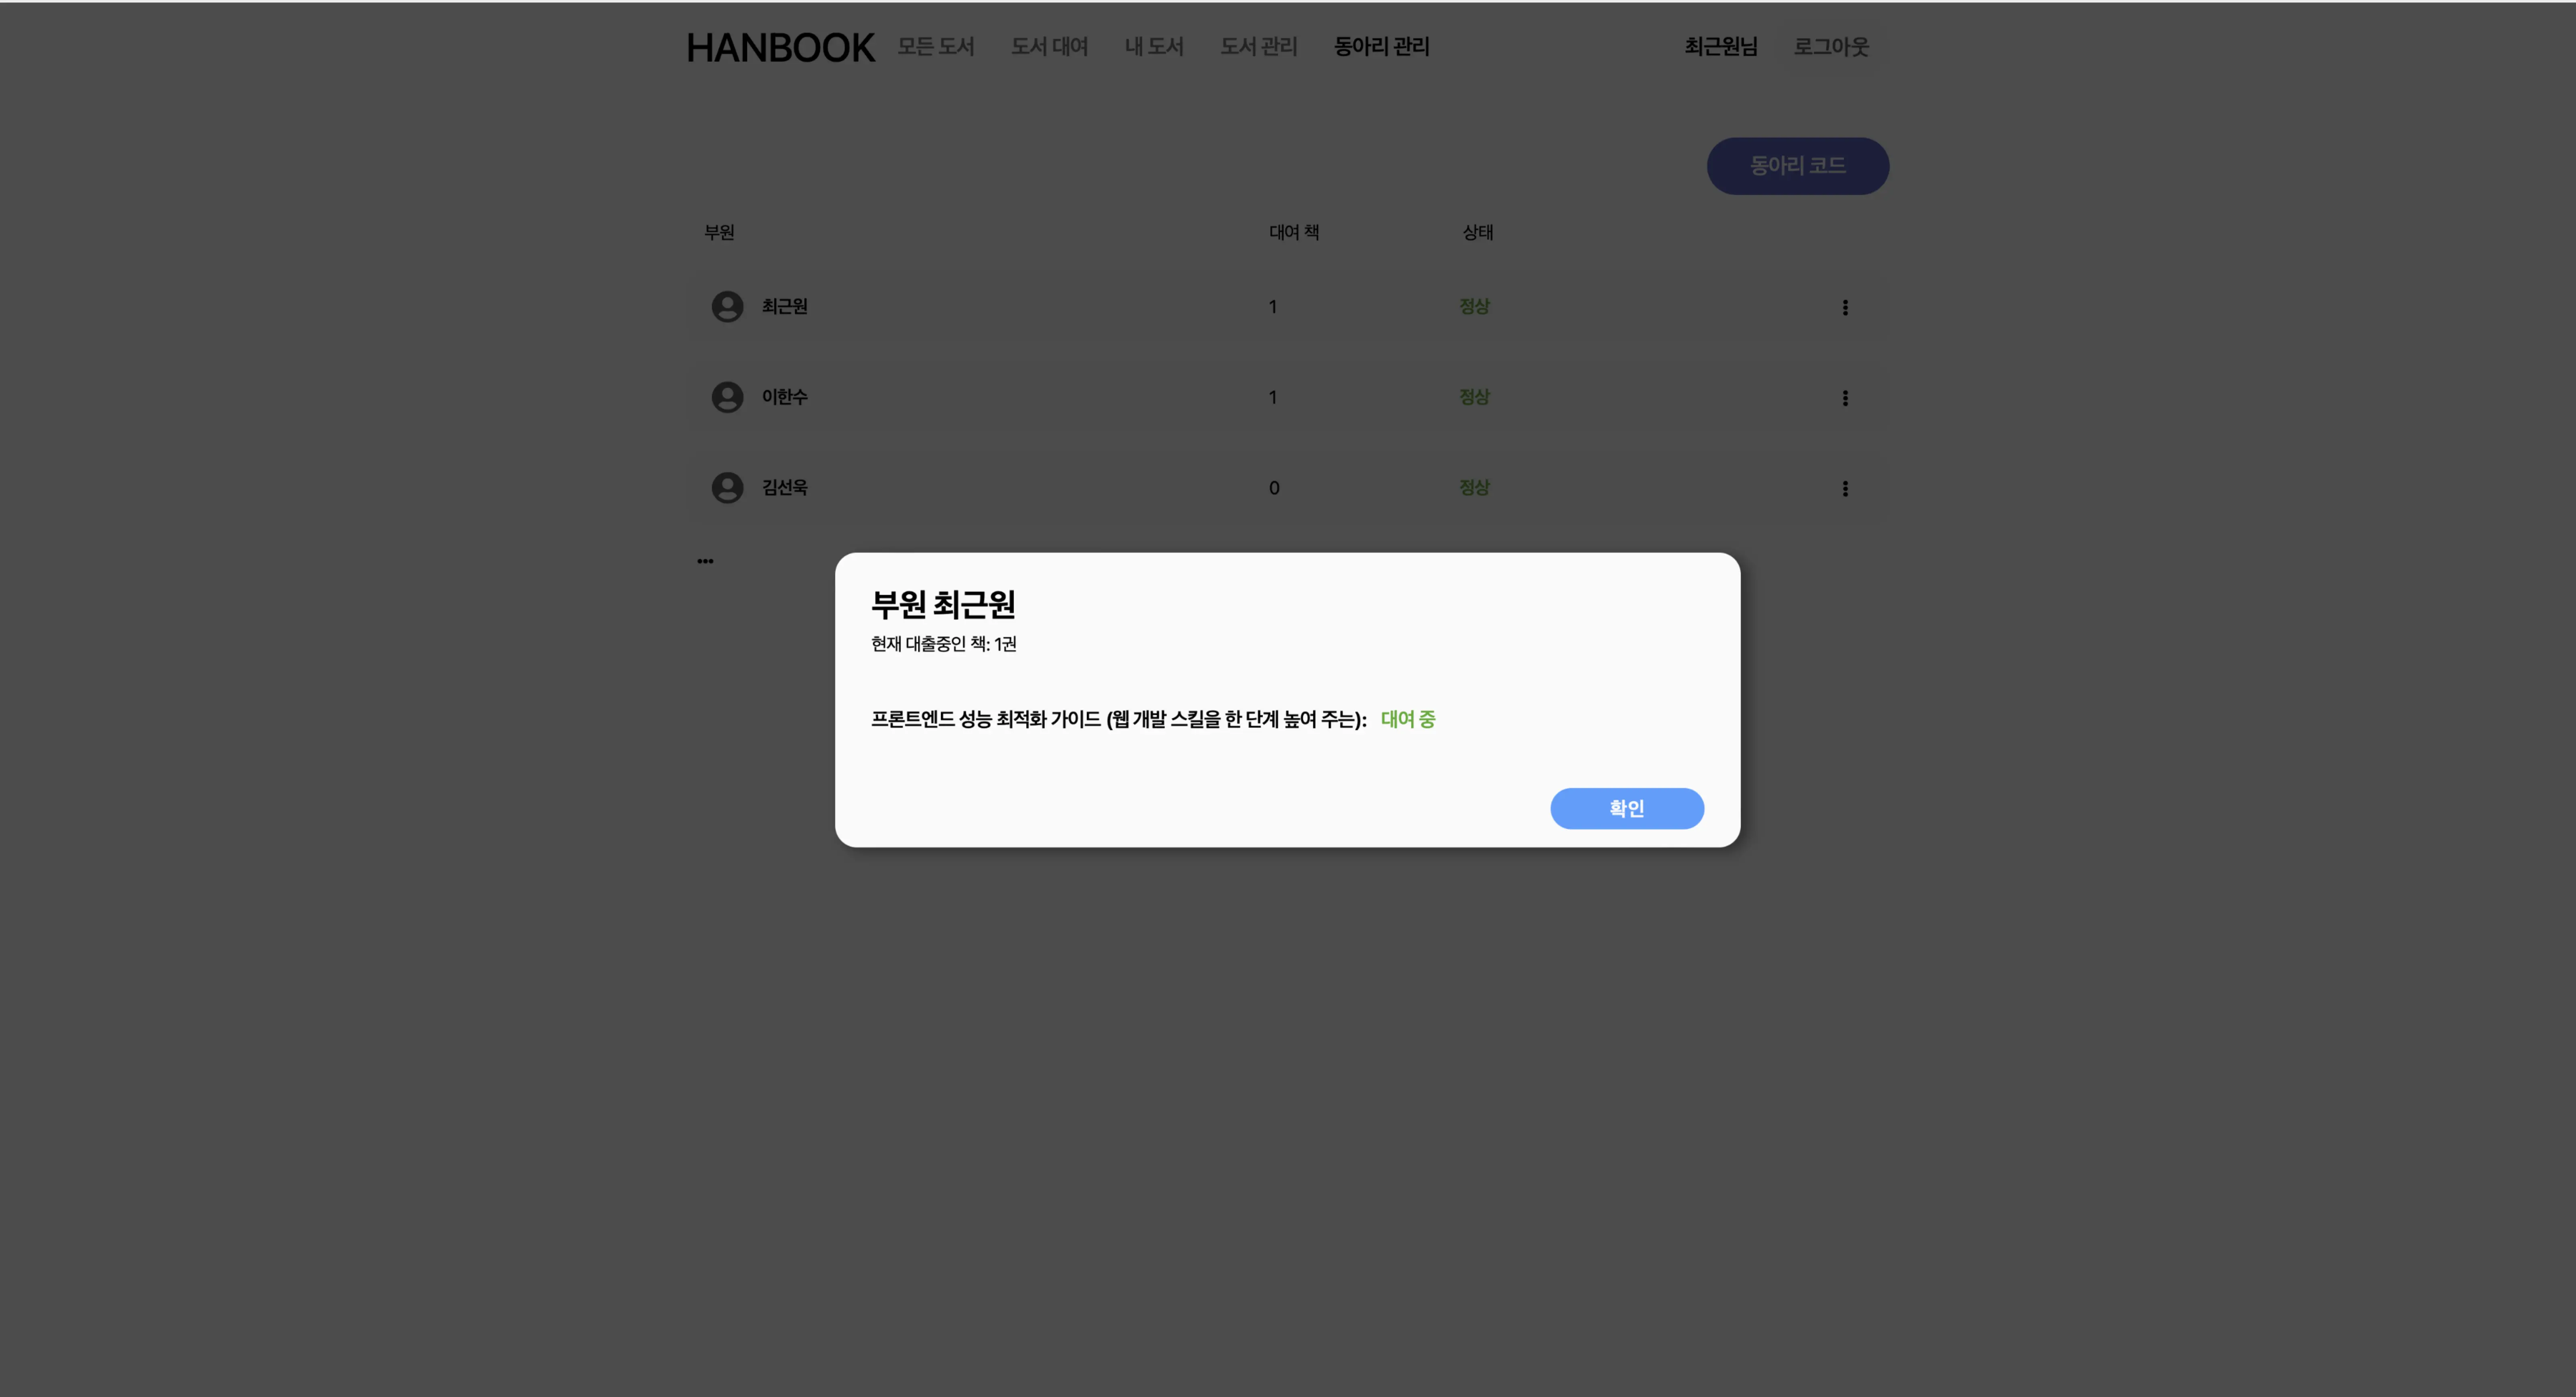 HANBOOK 모든 도서 도서 대여 내 도서 도서 관리 동아리 관리 최근원님 로그아웃
동아리 코드
부원 대여 책 상태
최근원 1 정상
이한수 1 정상
김선욱 0 정상
부원 최근원
현재 대출중인 책: 1권
프론트엔드 성능 최적화 가이드 (웹 개발 스킬을 한 단계 높여 주는): 대여 중
확인